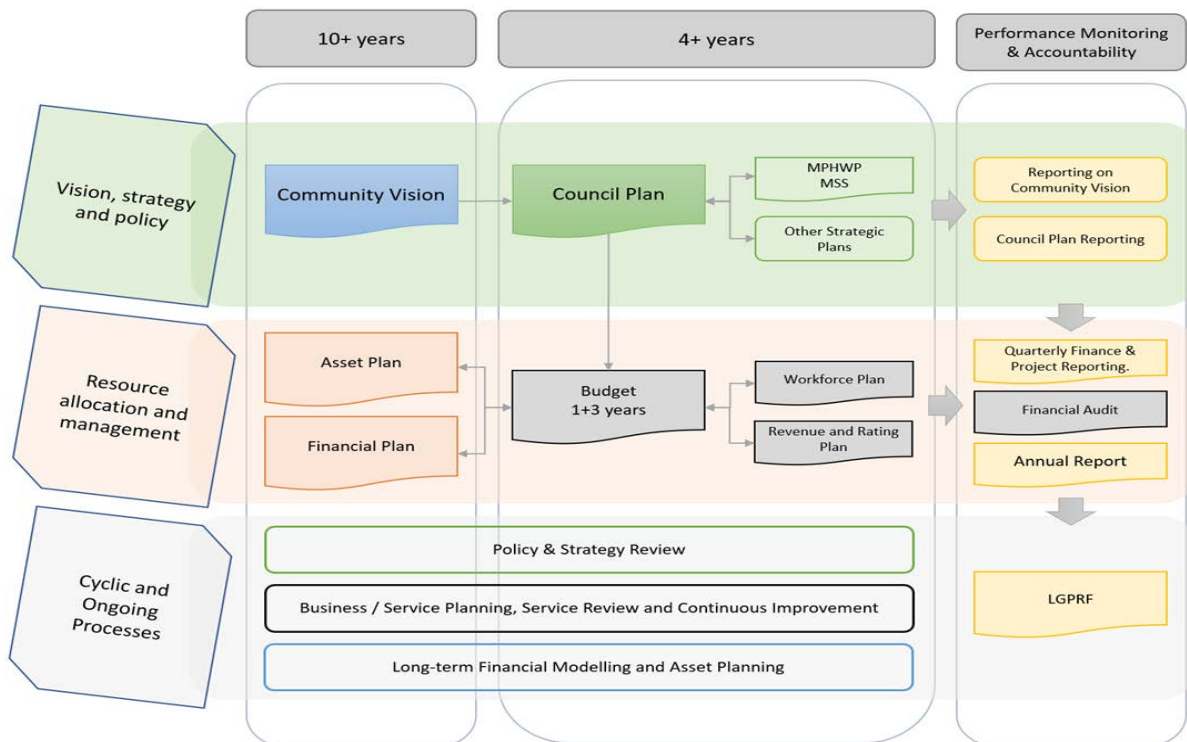 10+ years
4+ years
Performance Monitoring
& Accountability
Vision, strategy
and policy
Community Vision
Council Plan
MPHWP
MSS
Other Strategic
Plans
Reporting on
Community Vision
Council Plan Reporting
Resource
allocation and
management
Asset Plan
Financial Plan
Budget
1+3 years
Workforce Plan
Revenue and Rating
Plan
Quarterly Finance &
Project Reporting.
Financial Audit
Annual Report
Cyclic and
Ongoing
Processes
Policy & Strategy Review
Business / Service Planning, Service Review and Continuous Improvement
Long-term Financial Modelling and Asset Planning
LGPRF